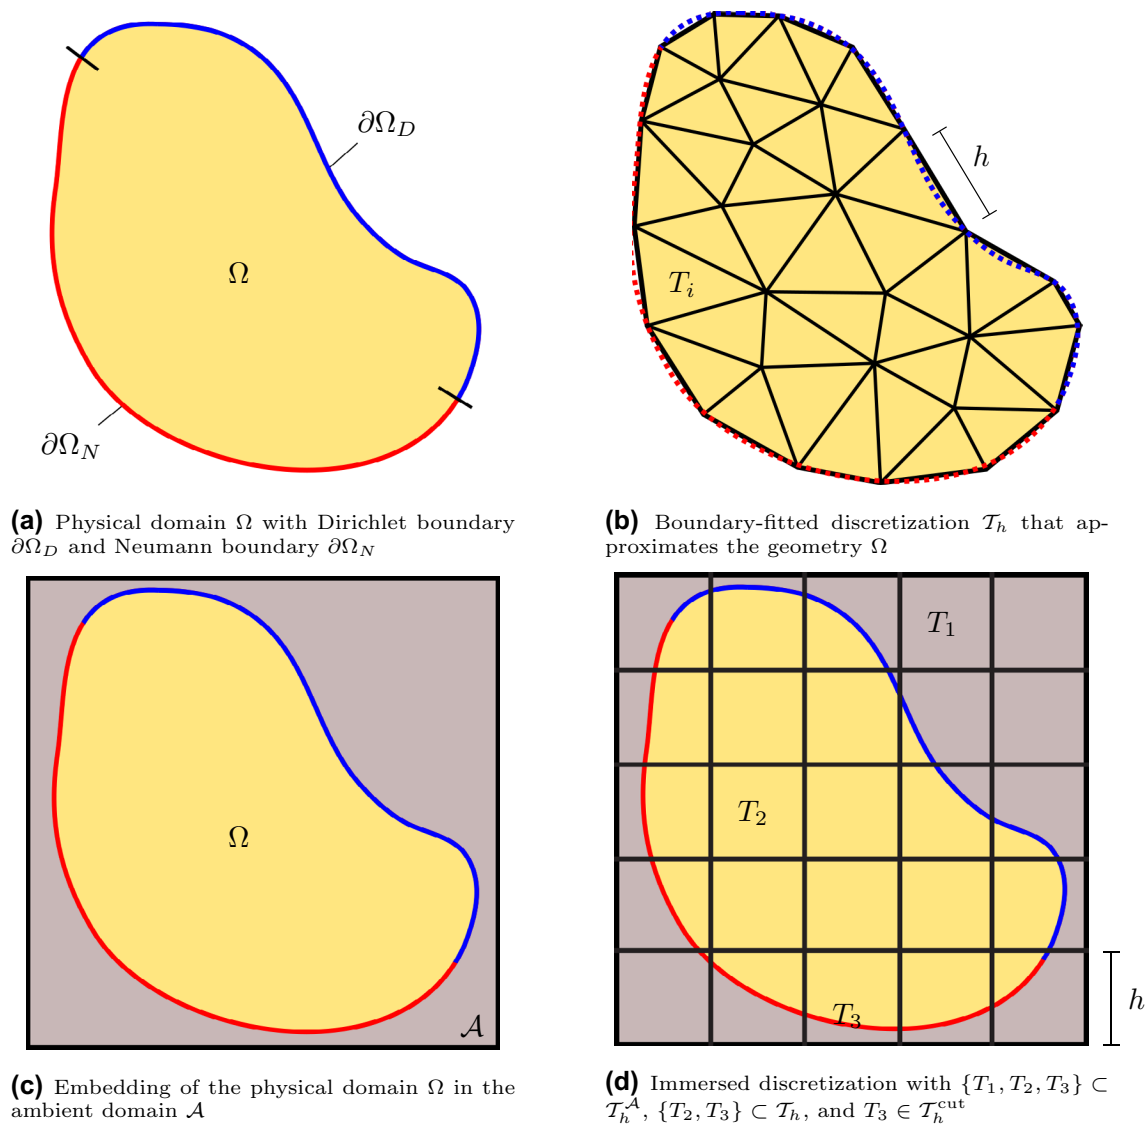 ∂Ω_D
Ω
∂Ω_N
(a) Physical domain Ω with Dirichlet boundary
∂Ω_D and Neumann boundary ∂Ω_N
h
T_i
(b) Boundary-fitted discretization 𝒯_h that ap-
proximates the geometry Ω
Ω
𝒜
(c) Embedding of the physical domain Ω in the
ambient domain 𝒜
T_1
T_2
T_3
h
(d) Immersed discretization with {T_1, T_2, T_3} ⊂
𝒯_h^𝒜, {T_2, T_3} ⊂ 𝒯_h, and T_3 ∈ 𝒯_h^cut